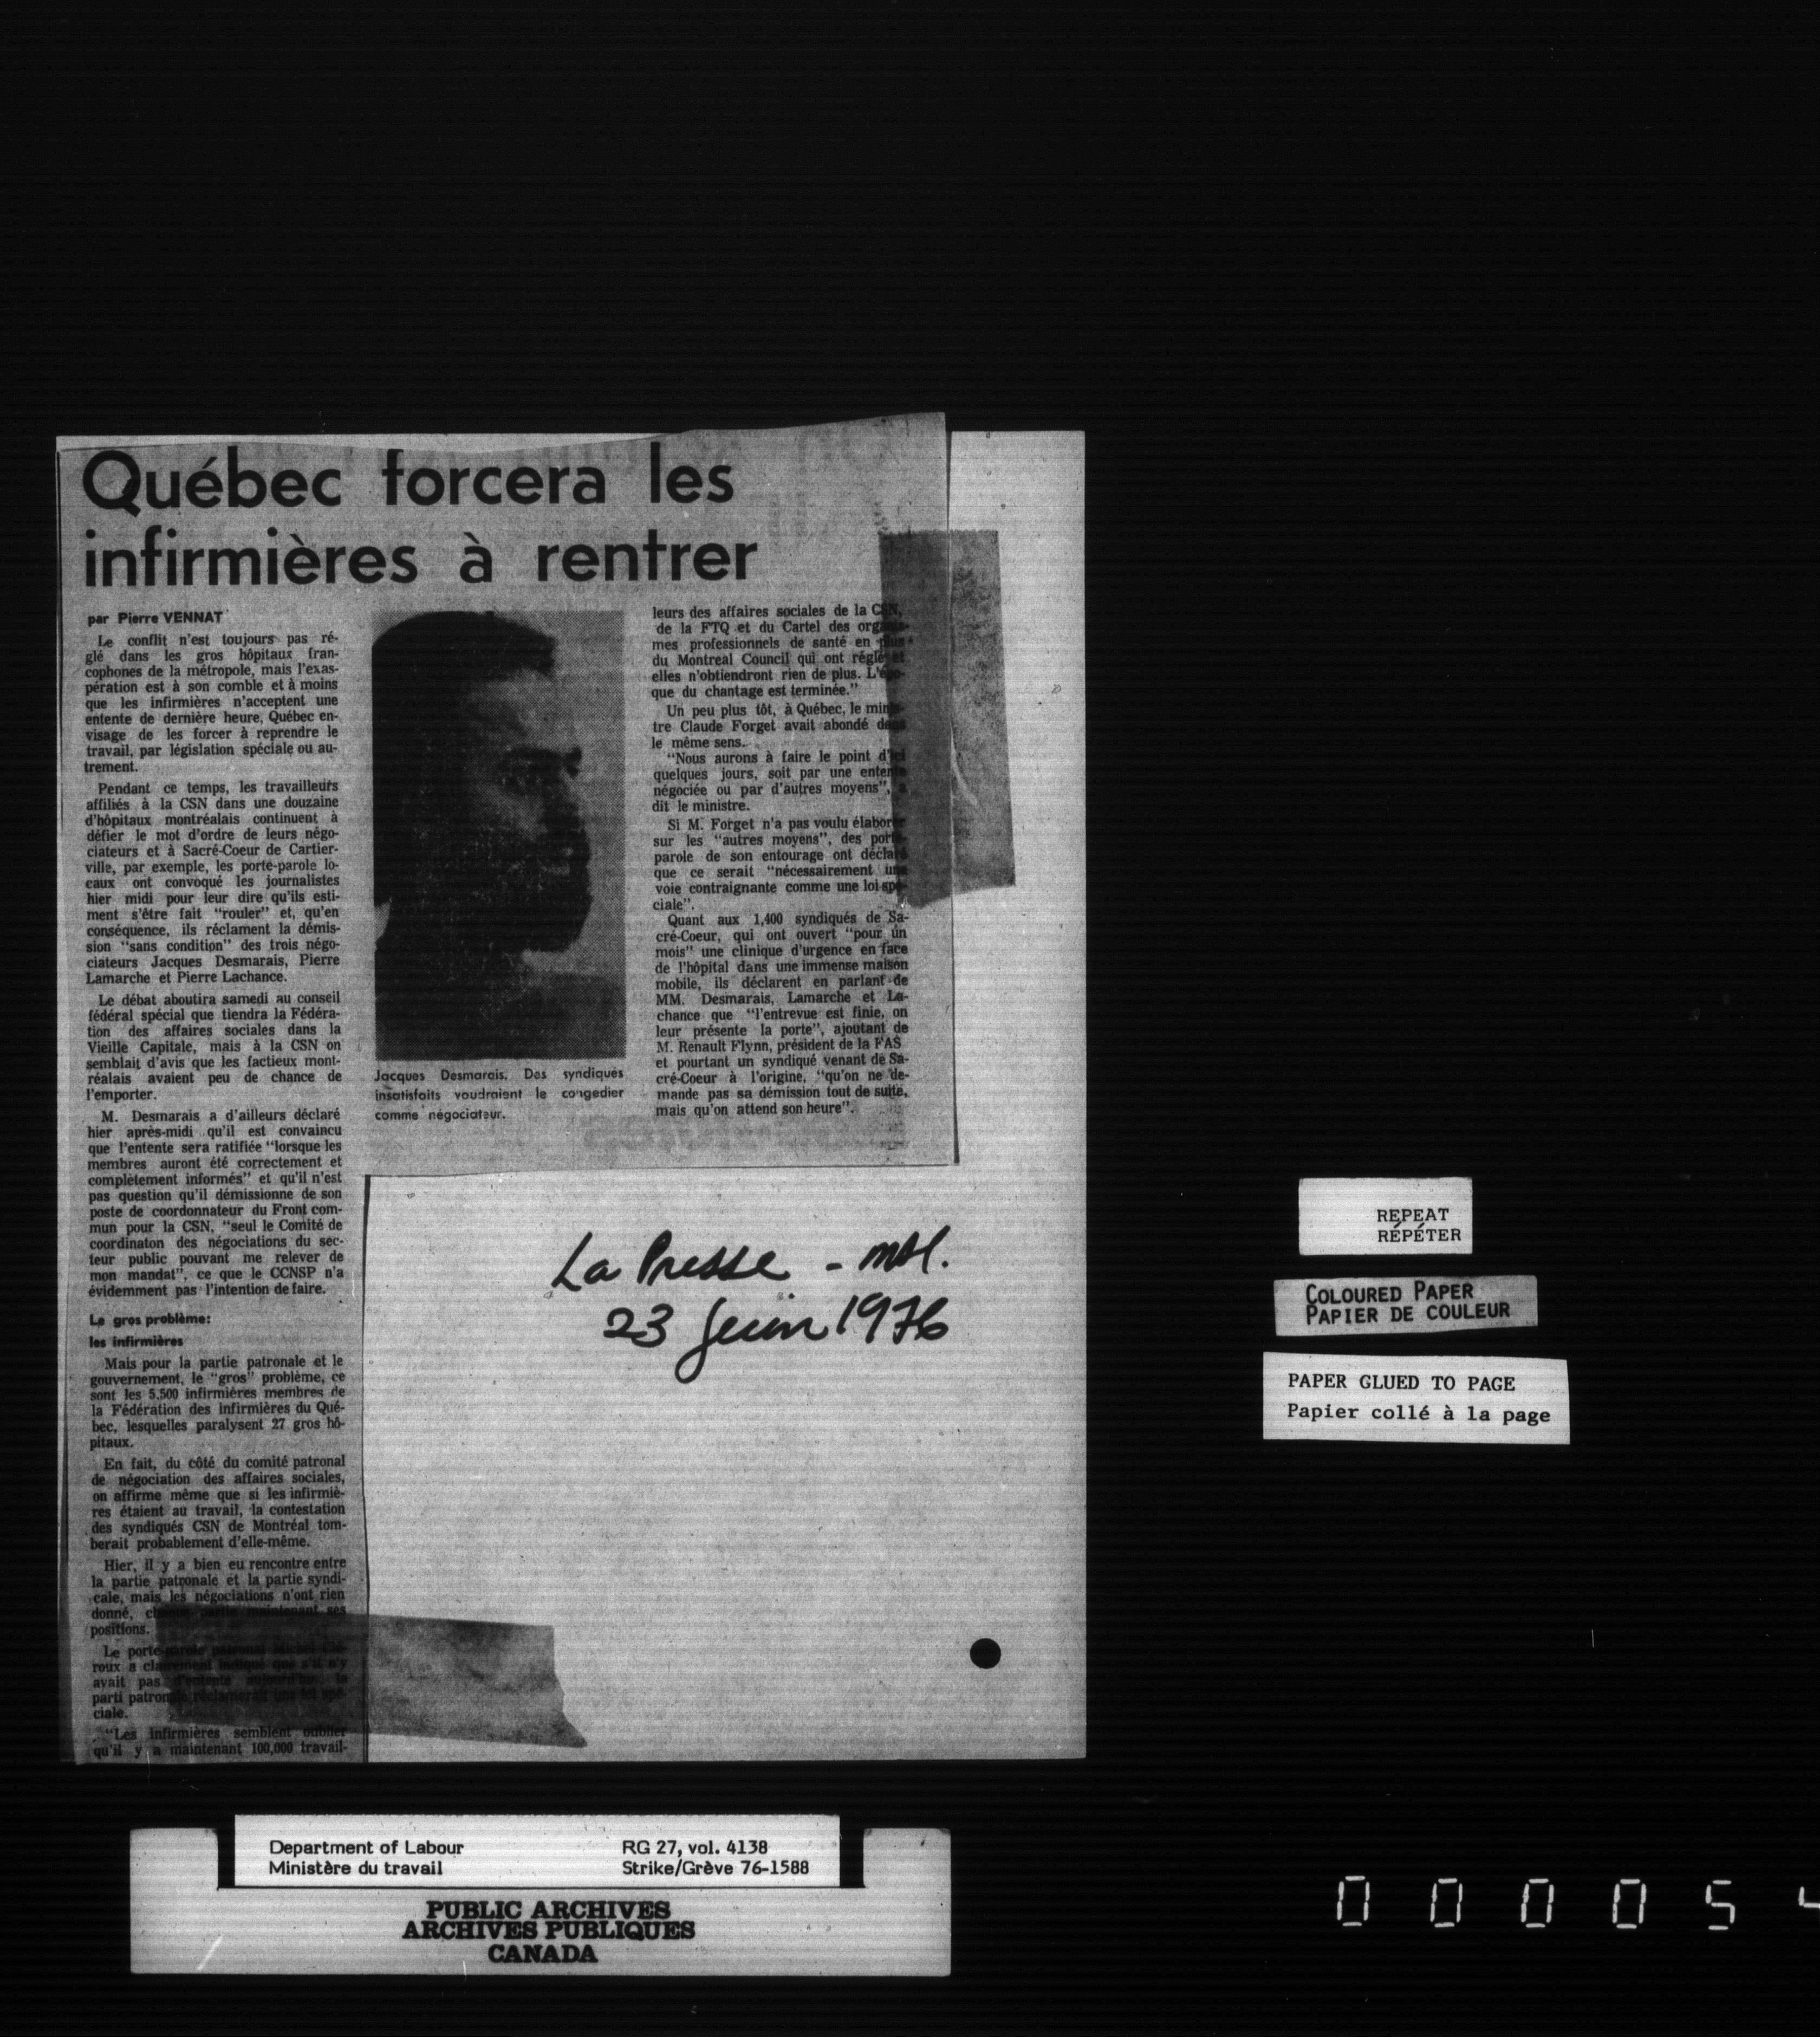 Québec forcera les
infirmières à rentrer
par Pierre VENNAT
Le conflit n'est toujours pas ré-
glé dans les gros hôpitaux fran-
cophones de la métropole, mais l'exas-
pération est à son comble et à moins
que les infirmières n'acceptent une
entente de dernière heure, Québec en-
visage de les forcer à reprendre le
travail, par législation spéciale ou au-
trement.
Pendant ce temps, les travailleurs
affiliés à la CSN dans une douzaine
d'hôpitaux montréalais continuent à
défier le mot d'ordre de leurs négo-
ciateurs et à Sacré-Coeur de Cartier-
ville, par exemple, les porte-parole lo-
caux ont convoqué les journalistes
hier midi pour leur dire qu'ils esti-
ment s'être fait "rouler" et, qu'en
conséquence, ils réclament la démis-
sion "sans condition" des trois négo-
ciateurs Jacques Desmarais, Pierre
Lamarche et Pierre Lachance.
Le débat aboutira samedi au conseil
fédéral spécial que tiendra la Fédéra-
tion des affaires sociales dans la
Vieille Capitale, mais à la CSN on
semblait d'avis que les factieux mont-
réalais avaient peu de chance de
l'emporter.
M. Desmarais a d'ailleurs déclaré
hier après-midi qu'il est convaincu
que l'entente sera ratifiée "lorsque les
membres auront été correctement et
complètement informés" et qu'il n'est
pas question qu'il démissionne de son
poste de coordonnateur du Front com-
mun pour la CSN, "seul le Comité de
coordinaton des négociations du sec-
teur public pouvant me relever de
mon mandat", ce que le CCNSP n'a
évidemment pas l'intention de faire.
Le gros problème:
les infirmières
Mais pour la partie patronale et le
gouvernement, le "gros" problème, ce
sont les 5,500 infirmières membres de
la Fédération des infirmières du Qué-
bec, lesquelles paralysent 27 gros hô-
pitaux.
En fait, du côté du comité patronal
de négociation des affaires sociales,
on affirme même que si les infirmiè-
res étaient au travail, la contestation
des syndiqués CSN de Montréal tom-
berait probablement d'elle-même.
Hier, il y a bien eu rencontre entre
la partie patronale et la partie syndi-
cale, mais les négociations n'ont rien
donné, chaque partie maintenant ses
positions.
Le porte-parole patronal Michel Clé-
roux a clairement indiqué que s'il n'y
avait pas d'entente aujourd'hui, la
parti patronale réclamerait une loi spé-
ciale.
"Les infirmières semblent oublier
qu'il y a maintenant 100,000 travail-
Jacques Desmarais. Des syndiqués
insatisfaits voudraient le congédier
comme négociateur.
leurs des affaires sociales de la CSN,
de la FTQ et du Cartel des organis-
mes professionnels de santé en plus
du Montreal Council qui ont réglé et
elles n'obtiendront rien de plus. L'épo-
que du chantage est terminée."
Un peu plus tôt, à Québec, le minis-
tre Claude Forget avait abondé dans
le même sens.
"Nous aurons à faire le point d'ici
quelques jours, soit par une entente
négociée ou par d'autres moyens", a
dit le ministre.
Si M. Forget n'a pas voulu élaborer
sur les "autres moyens", des porte-
parole de son entourage ont déclaré
que ce serait "nécessairement une
voie contraignante comme une loi spé-
ciale".
Quant aux 1,400 syndiqués de Sa-
cré-Coeur, qui ont ouvert "pour un
mois" une clinique d'urgence en face
de l'hôpital dans une immense maison
mobile, ils déclarent en parlant de
MM. Desmarais, Lamarche et La-
chance que "l'entrevue est finie, on
leur présente la porte", ajoutant de
M. Renault Flynn, président de la FAS
et pourtant un syndiqué venant de Sa-
cré-Coeur à l'origine, "qu'on ne de-
mande pas sa démission tout de suite,
mais qu'on attend son heure".
La Presse - Mtl.
23 juin 1976
REPEAT
RÉPÉTER
COLOURED PAPER
PAPIER DE COULEUR
PAPER GLUED TO PAGE
Papier collé à la page
Department of Labour
Ministère du travail
RG 27, vol. 4138
Strike/Grève 76-1588
PUBLIC ARCHIVES
ARCHIVES PUBLIQUES
CANADA
0 0 0 0 5 4